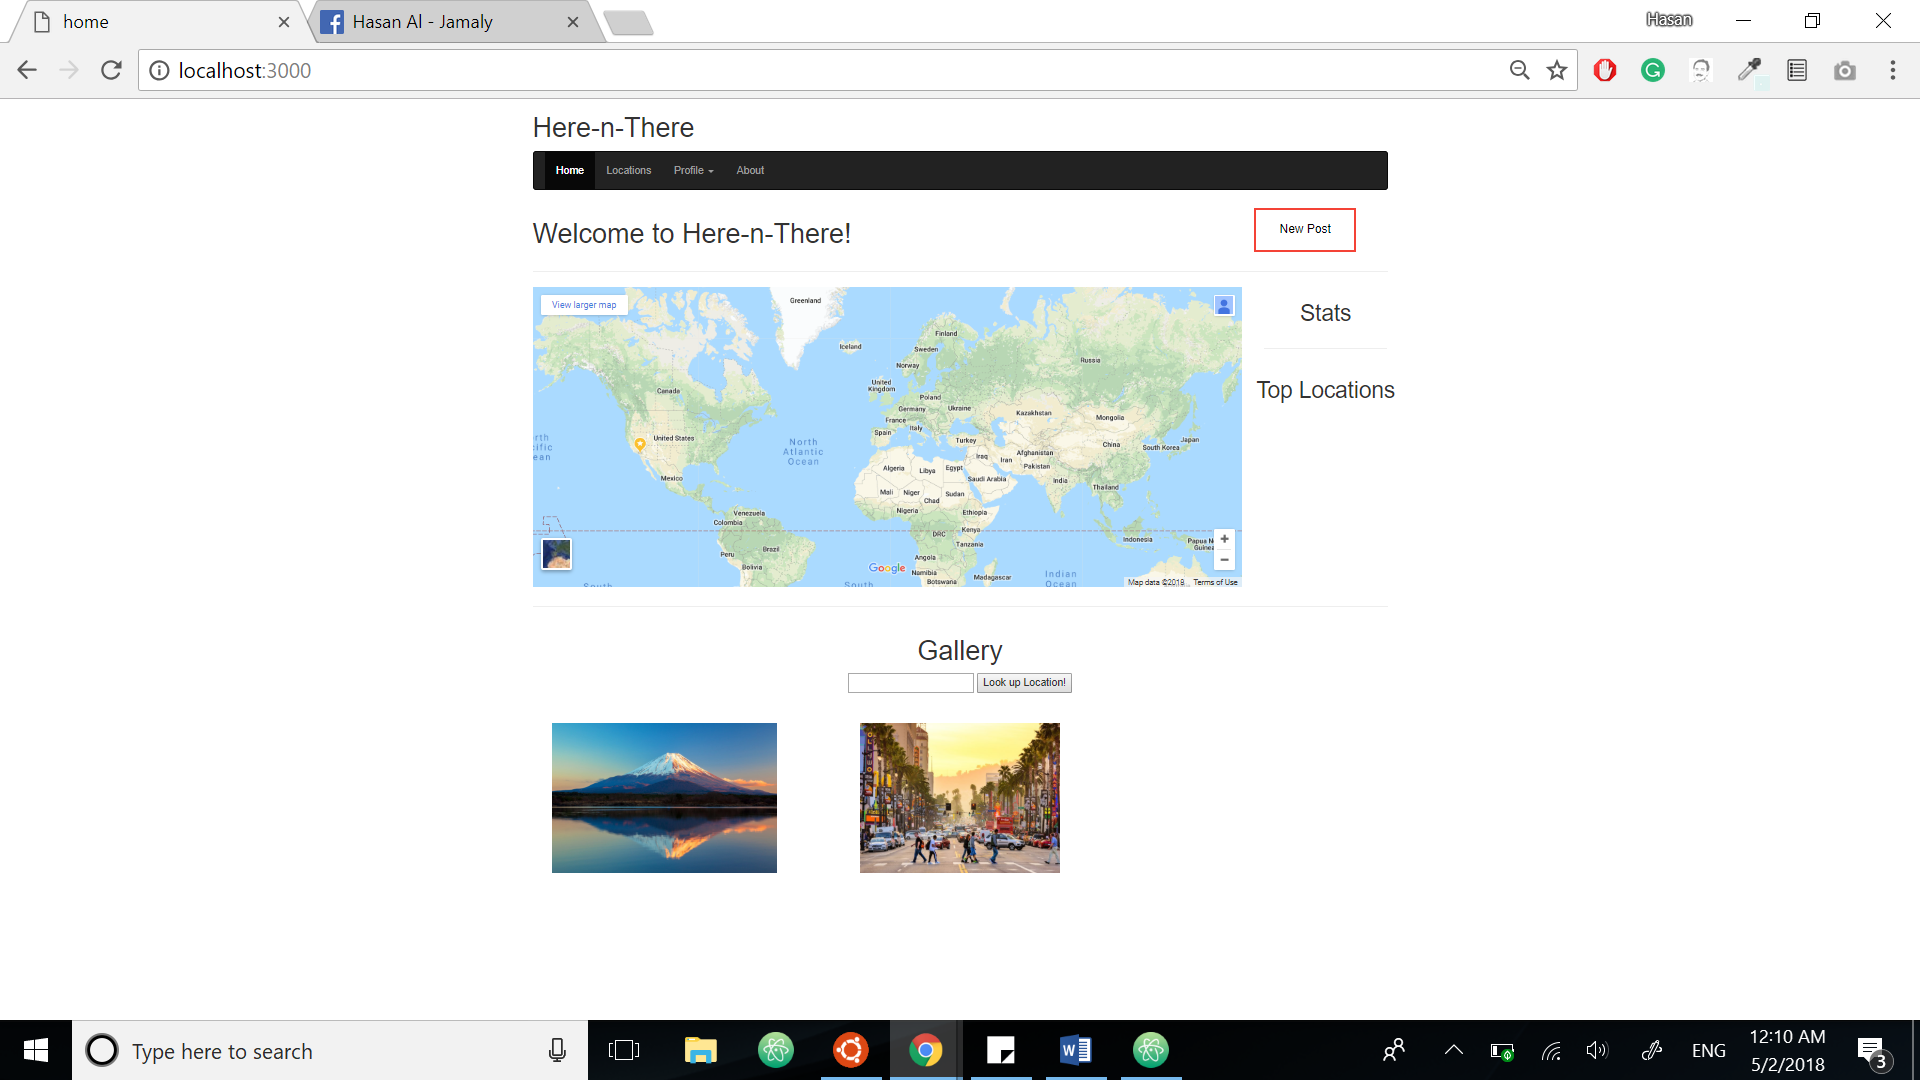 home
Hasan Al - Jamaly
Hasan
localhost:3000
Here-n-There
Home Locations Profile About
Welcome to Here-n-There!
New Post
View larger map
Greenland
Iceland
Finland
Sweden
Norway
Russia
Canada
United
Kingdom
Poland
Germany
Ukraine
France
Italy
Spain
Kazakhstan
Mongolia
Turkey
China
South Korea
Japan
United States
North
Atlantic
Ocean
rth
ific
ean
Iraq
Iran
Afghanistan
Pakistan
Algeria
Libya
Egypt
Saudi Arabia
India
Thailand
Mexico
Mali
Niger
Chad
Sudan
Nigeria
Ethiopia
Venezuela
Colombia
DRC
Kenya
Tanzania
Indonesia
Papua N
Guinea
Peru
Brazil
Bolivia
Angola
Namibia
Botswana
Madagascar
Indian
Ocean
South
South
Google
Map data ©2018 Terms of Use
Stats
Top Locations
Gallery
Look up Location!
Type here to search
W
ENG
12:10 AM
5/2/2018
3